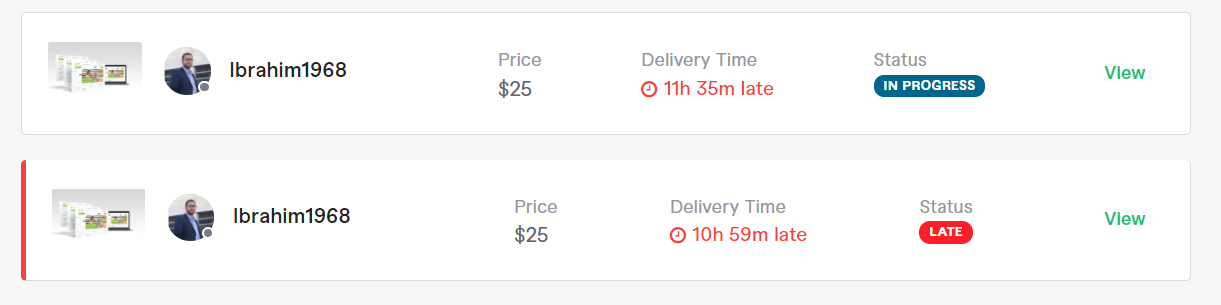 Ibrahim1968
Price
$25
Delivery Time
11h 35m late
Status
IN PROGRESS
View
Ibrahim1968
Price
$25
Delivery Time
10h 59m late
Status
LATE
View